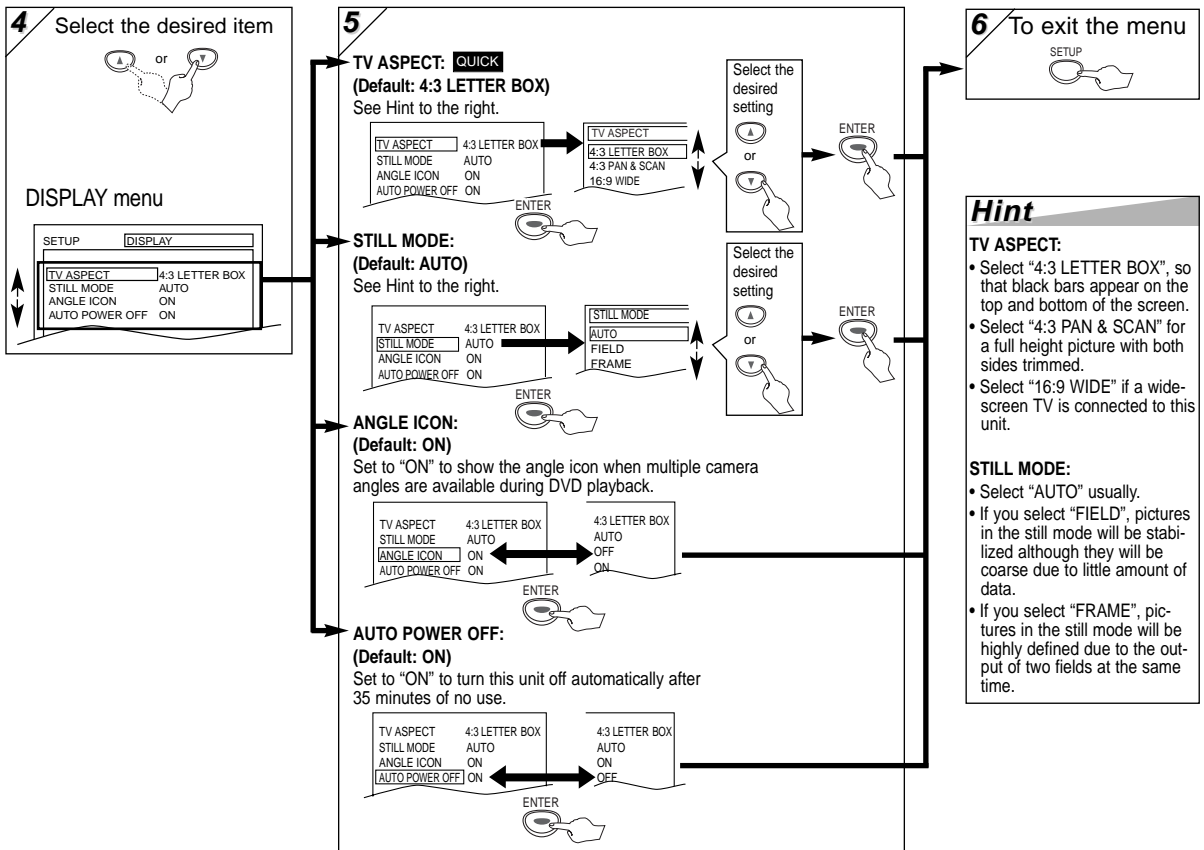 4 Select the desired item
or
DISPLAY menu
SETUP DISPLAY
TV ASPECT 4:3 LETTER BOX
STILL MODE AUTO
ANGLE ICON ON
AUTO POWER OFF ON
5
TV ASPECT: QUICK
(Default: 4:3 LETTER BOX)
See Hint to the right.
TV ASPECT 4:3 LETTER BOX
STILL MODE AUTO
ANGLE ICON ON
AUTO POWER OFF ON
ENTER
TV ASPECT
4:3 LETTER BOX
4:3 PAN & SCAN
16:9 WIDE
Select the
desired
setting
or
ENTER
STILL MODE:
(Default: AUTO)
See Hint to the right.
TV ASPECT 4:3 LETTER BOX
STILL MODE AUTO
ANGLE ICON ON
AUTO POWER OFF ON
ENTER
STILL MODE
AUTO
FIELD
FRAME
Select the
desired
setting
or
ENTER
ANGLE ICON:
(Default: ON)
Set to “ON” to show the angle icon when multiple camera
angles are available during DVD playback.
TV ASPECT 4:3 LETTER BOX
STILL MODE AUTO
ANGLE ICON ON
AUTO POWER OFF ON
4:3 LETTER BOX
AUTO
OFF
ON
ENTER
AUTO POWER OFF:
(Default: ON)
Set to “ON” to turn this unit off automatically after
35 minutes of no use.
TV ASPECT 4:3 LETTER BOX
STILL MODE AUTO
ANGLE ICON ON
AUTO POWER OFF ON
4:3 LETTER BOX
AUTO
ON
OFF
ENTER
6 To exit the menu
SETUP
Hint
TV ASPECT:
• Select “4:3 LETTER BOX”, so
that black bars appear on the
top and bottom of the screen.
• Select “4:3 PAN & SCAN” for
a full height picture with both
sides trimmed.
• Select “16:9 WIDE” if a wide-
screen TV is connected to this
unit.
STILL MODE:
• Select “AUTO” usually.
• If you select “FIELD”, pictures
in the still mode will be stabi-
lized although they will be
coarse due to little amount of
data.
• If you select “FRAME”, pic-
tures in the still mode will be
highly defined due to the out-
put of two fields at the same
time.